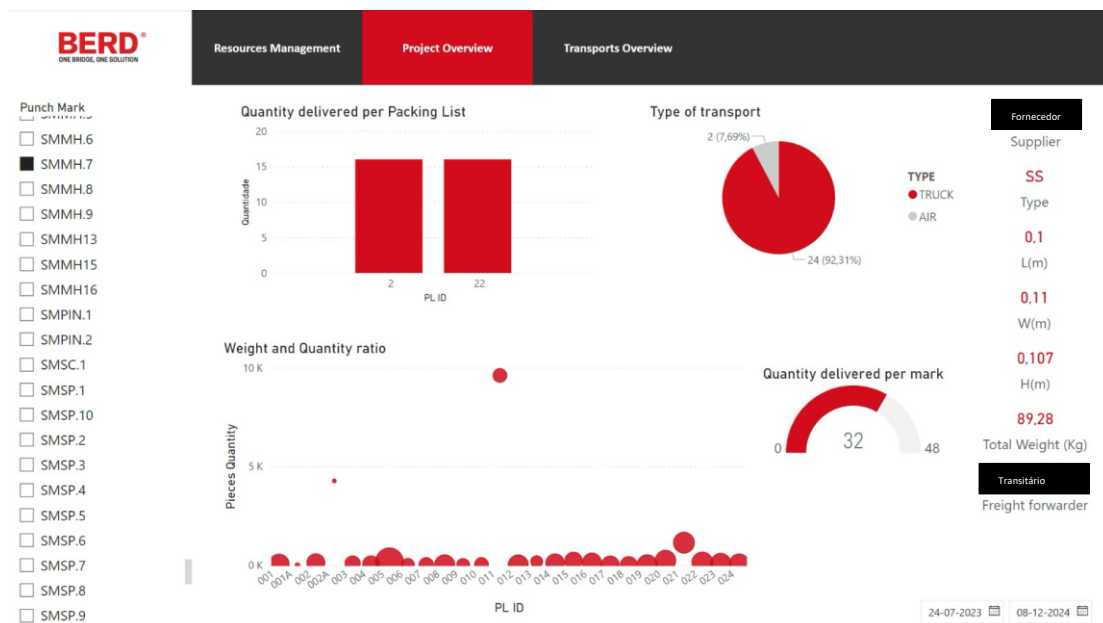 BERD®
ONE BRIDGE, ONE SOLUTION
Resources Management
Project Overview
Transports Overview
Punch Mark
SMMH.6
SMMH.7
SMMH.8
SMMH.9
SMMH13
SMMH15
SMMH16
SMPIN.1
SMPIN.2
SMSC.1
SMSP.1
SMSP.10
SMSP.2
SMSP.3
SMSP.4
SMSP.5
SMSP.6
SMSP.7
SMSP.8
SMSP.9
Quantity delivered per Packing List
Quantidade
20
15
10
5
0
2
22
PL ID
Type of transport
2 (7,69%)
24 (92,31%)
TYPE
TRUCK
AIR
Weight and Quantity ratio
Pieces Quantity
10 K
5 K
0 K
001
001A
002
002A
003
004
005
006
007
008
009
010
011
012
013
014
015
016
017
018
019
020
021
022
023
024
PL ID
Quantity delivered per mark
0
32
48
Fornecedor
Supplier
SS
Type
0,1
L(m)
0,11
W(m)
0,107
H(m)
89,28
Total Weight (Kg)
Transitário
Freight forwarder
24-07-2023
08-12-2024